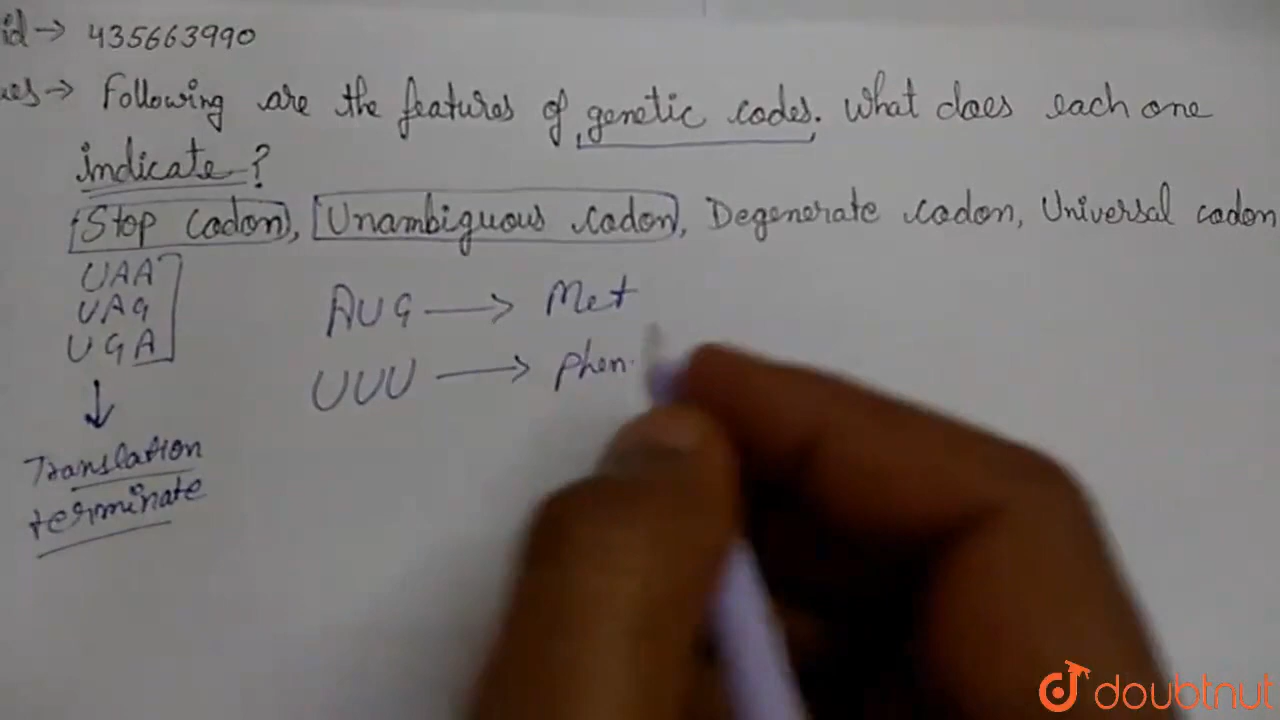 id → 435663990
ues → Following are the features of genetic codes. What does each one
indicate?
Stop codon, Unambiguous codon, Degenerate codon, Universal codon
UAA
UAG
UGA
↓
Translation
terminate
AUG → Met
UUU → Phen.
doubtnut